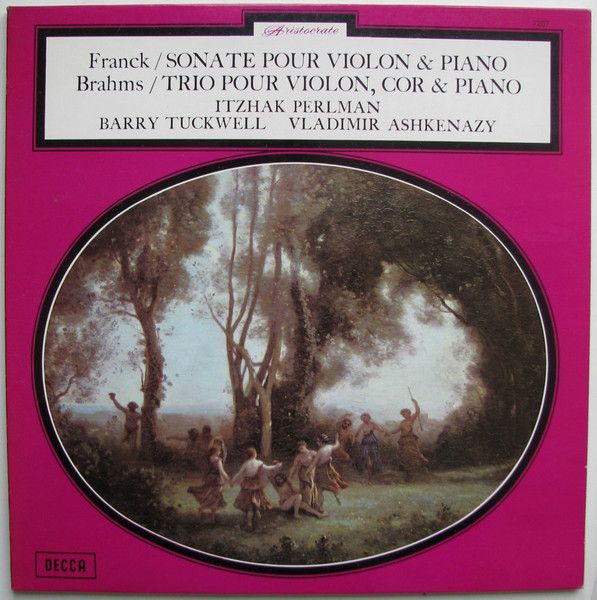 Aristocrate
Franck / SONATE POUR VIOLON & PIANO
Brahms / TRIO POUR VIOLON, COR & PIANO
ITZHAK PERLMAN
BARRY TUCKWELL VLADIMIR ASHKENAZY
DECCA